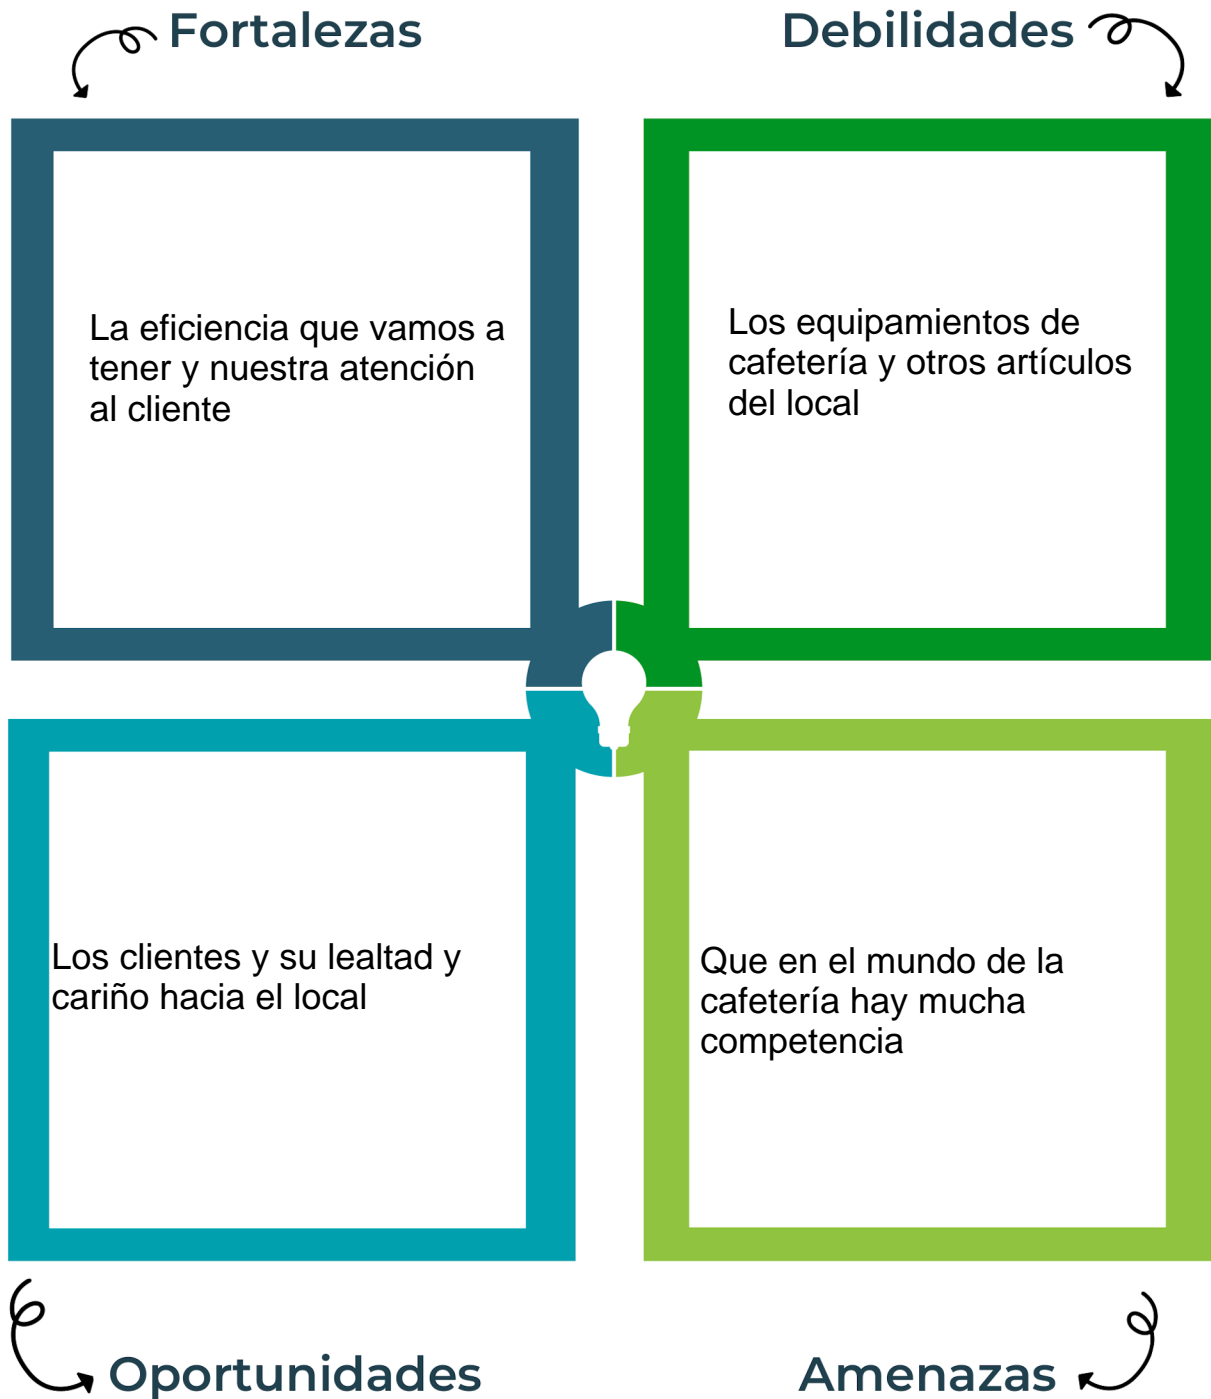 Fortalezas
Debilidades
La eficiencia que vamos a
tener y nuestra atención
al cliente
Los equipamientos de
cafetería y otros artículos
del local
Los clientes y su lealtad y
cariño hacia el local
Que en el mundo de la
cafetería hay mucha
competencia
Oportunidades
Amenazas